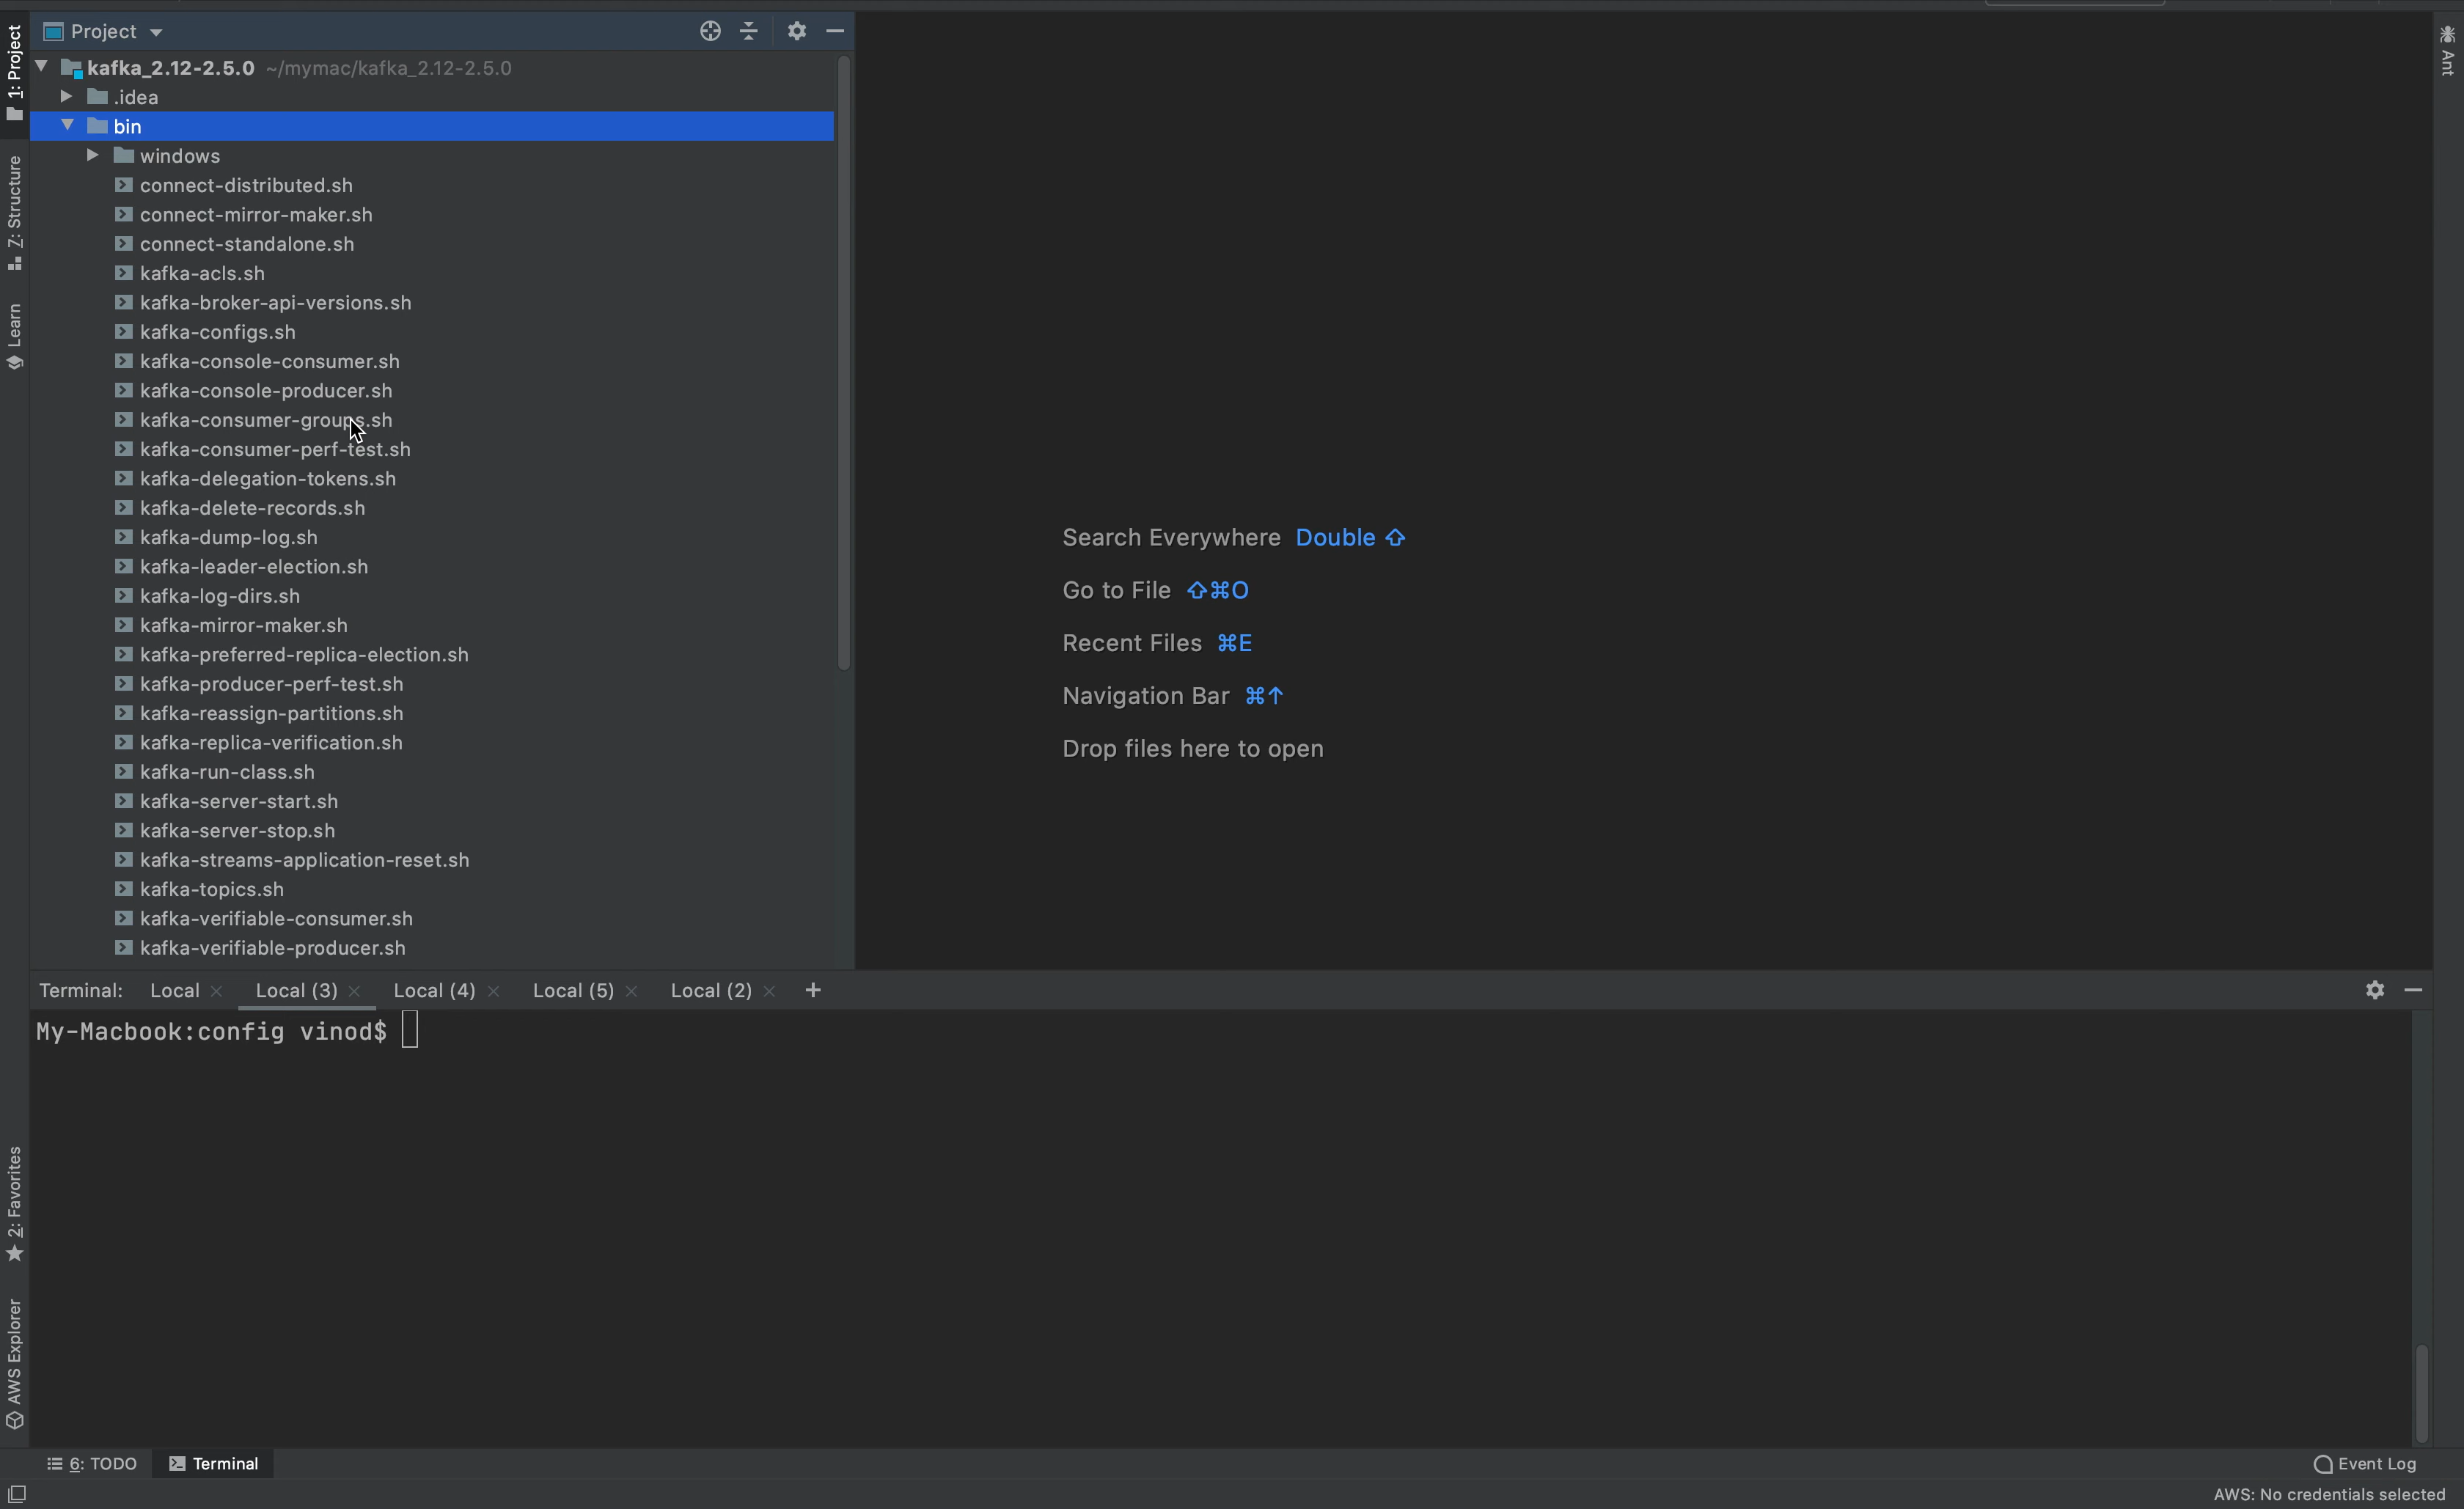 Project
kafka_2.12-2.5.0 ~/mymac/kafka_2.12-2.5.0
.idea
bin
windows
connect-distributed.sh
connect-mirror-maker.sh
connect-standalone.sh
kafka-acls.sh
kafka-broker-api-versions.sh
kafka-configs.sh
kafka-console-consumer.sh
kafka-console-producer.sh
kafka-consumer-groups.sh
kafka-consumer-perf-test.sh
kafka-delegation-tokens.sh
kafka-delete-records.sh
kafka-dump-log.sh
kafka-leader-election.sh
kafka-log-dirs.sh
kafka-mirror-maker.sh
kafka-preferred-replica-election.sh
kafka-producer-perf-test.sh
kafka-reassign-partitions.sh
kafka-replica-verification.sh
kafka-run-class.sh
kafka-server-start.sh
kafka-server-stop.sh
kafka-streams-application-reset.sh
kafka-topics.sh
kafka-verifiable-consumer.sh
kafka-verifiable-producer.sh
1: Project
7: Structure
Learn
2: Favorites
AWS Explorer
Search Everywhere Double ⇧
Go to File ⇧⌘O
Recent Files ⌘E
Navigation Bar ⌘↑
Drop files here to open
Ant
Terminal: Local Local (3) Local (4) Local (5) Local (2) +
My-Macbook:config vinod$
6: TODO Terminal Event Log
AWS: No credentials selected